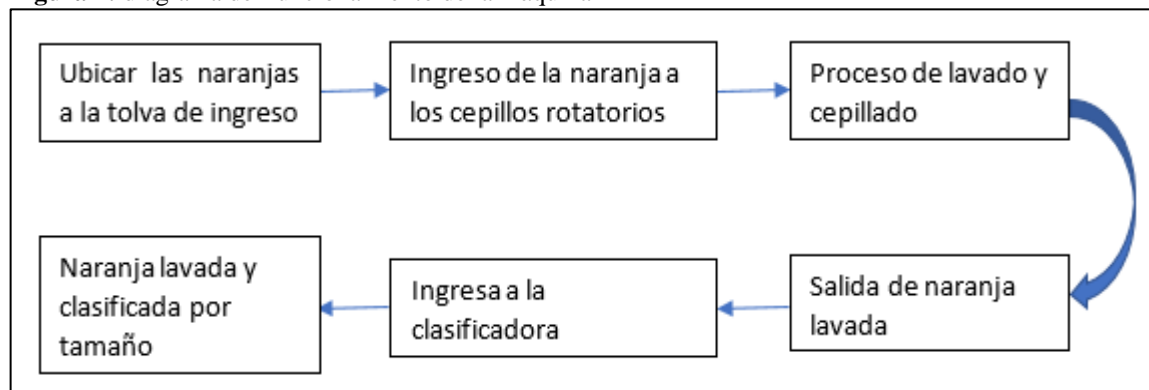 Ubicar las naranjas
a la tolva de ingreso
Ingreso de la naranja a
los cepillos rotatorios
Proceso de lavado y
cepillado
Salida de naranja
lavada
Ingresa a la
clasificadora
Naranja lavada y
clasificada por
tamaño